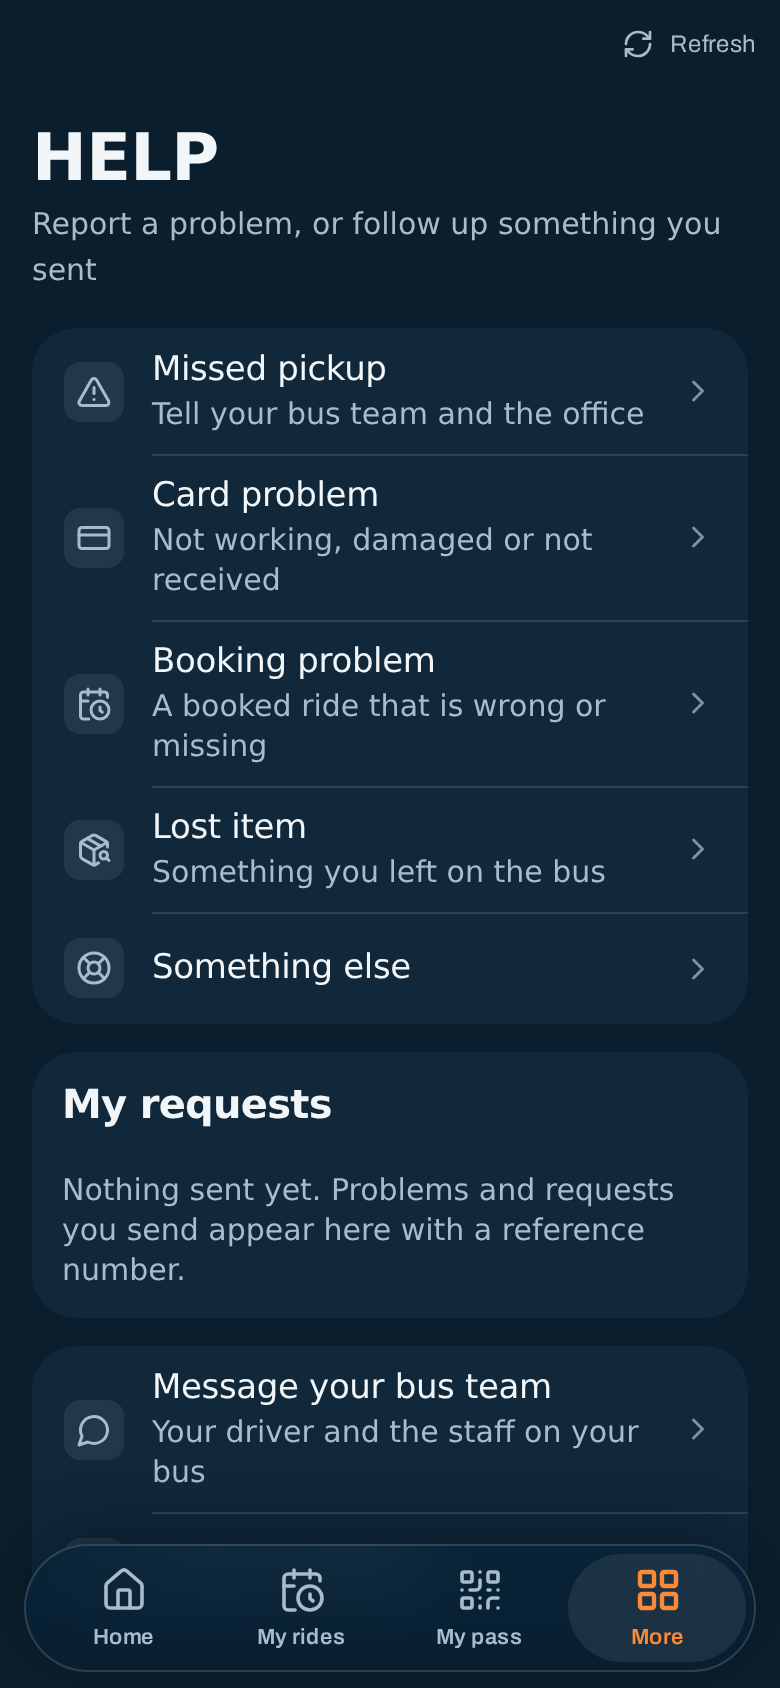 Refresh
HELP
Report a problem, or follow up something you
sent
Missed pickup
Tell your bus team and the office
Card problem
Not working, damaged or not
received
Booking problem
A booked ride that is wrong or
missing
Lost item
Something you left on the bus
Something else
My requests
Nothing sent yet. Problems and requests
you send appear here with a reference
number.
Message your bus team
Your driver and the staff on your
bus
Home
My rides
My pass
More